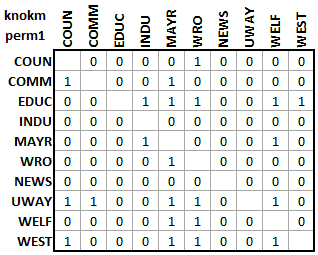 knokm
perm1 COUN COMM EDUC INDU MAYR WRO NEWS UWAY WELF WEST
COUN 0 0 0 0 1 0 0 0 0
COMM 1 0 0 1 0 0 0 0 0
EDUC 0 0 1 1 1 0 0 1 1
INDU 0 0 0 0 0 0 0 0 0
MAYR 0 0 0 1 0 0 0 1 0
WRO 0 0 0 0 1 0 0 0 0
NEWS 0 0 0 0 0 0 0 0 0
UWAY 1 1 0 0 1 1 0 1 0
WELF 0 0 0 0 1 1 0 0 0
WEST 1 0 0 0 1 1 0 0 1